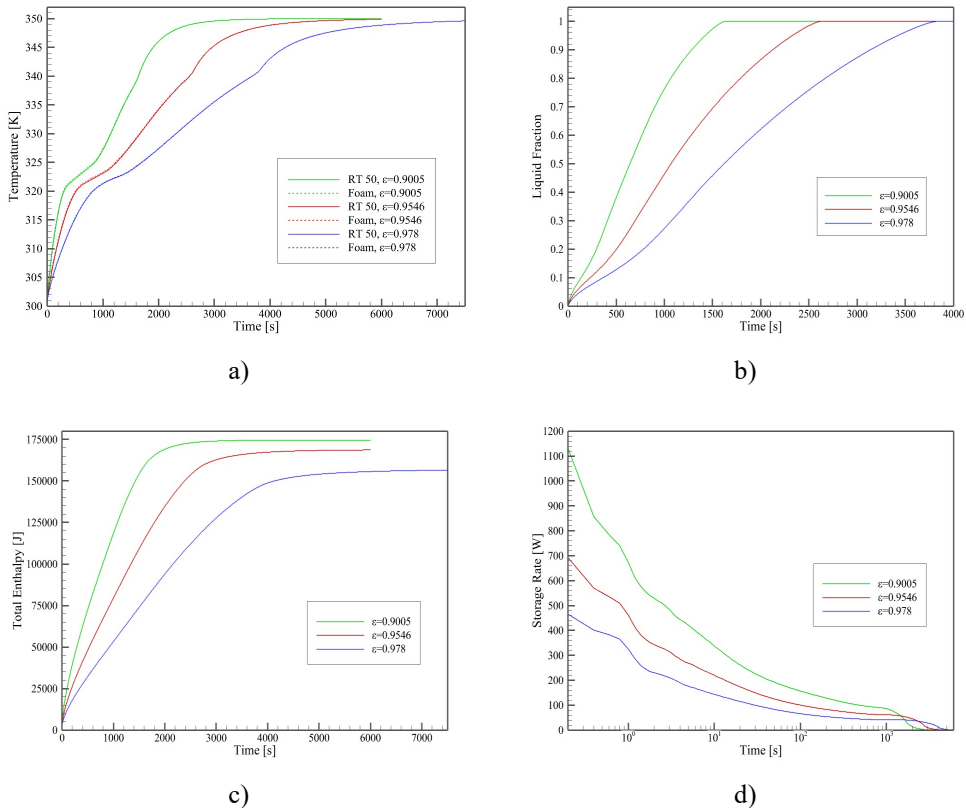 350
340
330
320
310
300
345
335
325
315
305
Temperature [K]
RT 50, ε=0.9005
Foam, ε=0.9005
RT 50, ε=0.9546
Foam, ε=0.9546
RT 50, ε=0.978
Foam, ε=0.978
0 1000 2000 3000 4000 5000 6000 7000
Time [s]
a)
1
0.9
0.8
0.7
0.6
0.5
0.4
0.3
0.2
0.1
0
Liquid Fraction
ε=0.9005
ε=0.9546
ε=0.978
0 500 1000 1500 2000 2500 3000 3500 4000
Time [s]
b)
175000
150000
125000
100000
75000
50000
25000
0
Total Enthalpy [J]
ε=0.9005
ε=0.9546
ε=0.978
0 1000 2000 3000 4000 5000 6000 7000
Time [s]
c)
1200
1100
1000
900
800
700
600
500
400
300
200
100
0
Storage Rate [W]
ε=0.9005
ε=0.9546
ε=0.978
10⁰ 10¹ 10² 10³
Time [s]
d)